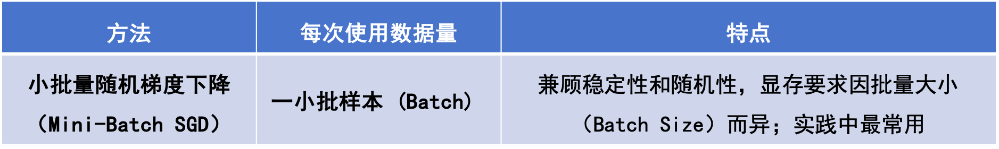 方法
每次使用数据量
特点
小批量随机梯度下降
（Mini-Batch SGD）
一小批样本 (Batch)
兼顾稳定性和随机性，显存要求因批量大小
（Batch Size）而异；实践中最常用